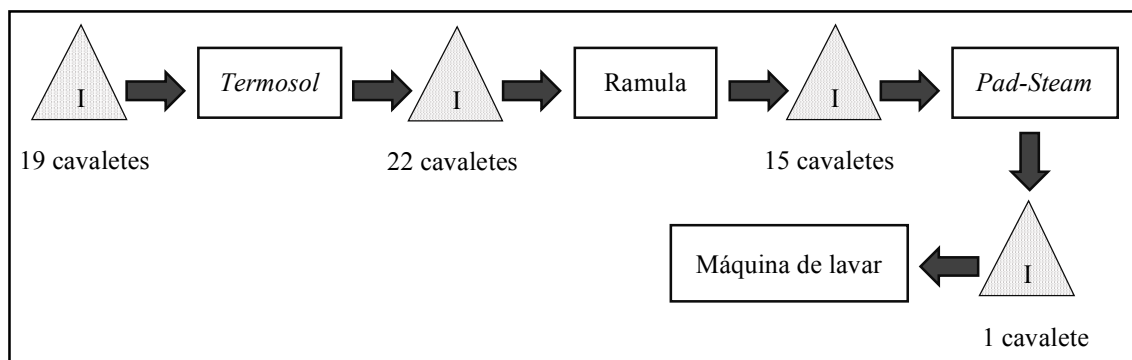 I
Termosol
I
Ramula
I
Pad-Steam
19 cavaletes
22 cavaletes
15 cavaletes
Máquina de lavar
I
1 cavalete